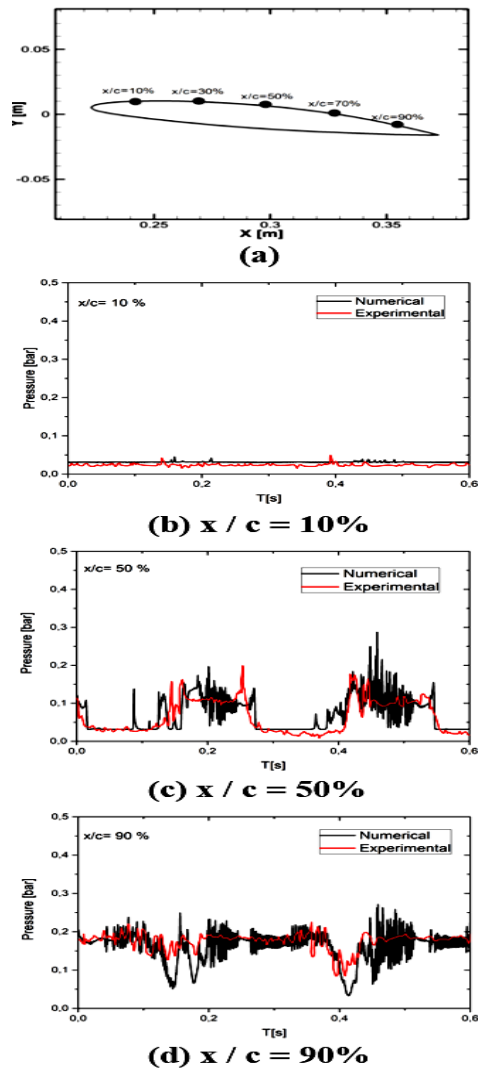 0.05
0
-0.05
Y [m]
x/c=10%
x/c=30%
x/c=50%
x/c=70%
x/c=90%
0.25
0.3
0.35
X [m]
(a)
0,5
0,4
0,3
0,2
0,1
0,0
Pressure [bar]
x/c= 10 %
Numerical
Experimental
0,0
0,2
0,4
0,6
T[s]
(b) x / c = 10%
0,5
0,4
0,3
0,2
0,1
0,0
Pressure [bar]
x/c= 50 %
Numerical
Experimental
0,0
0,2
0,4
0,6
T[s]
(c) x / c = 50%
0,5
0,4
0,3
0,2
0,1
0,0
Pressure [bar]
x/c= 90 %
Numerical
Experimental
0,0
0,2
0,4
0,6
T[s]
(d) x / c = 90%